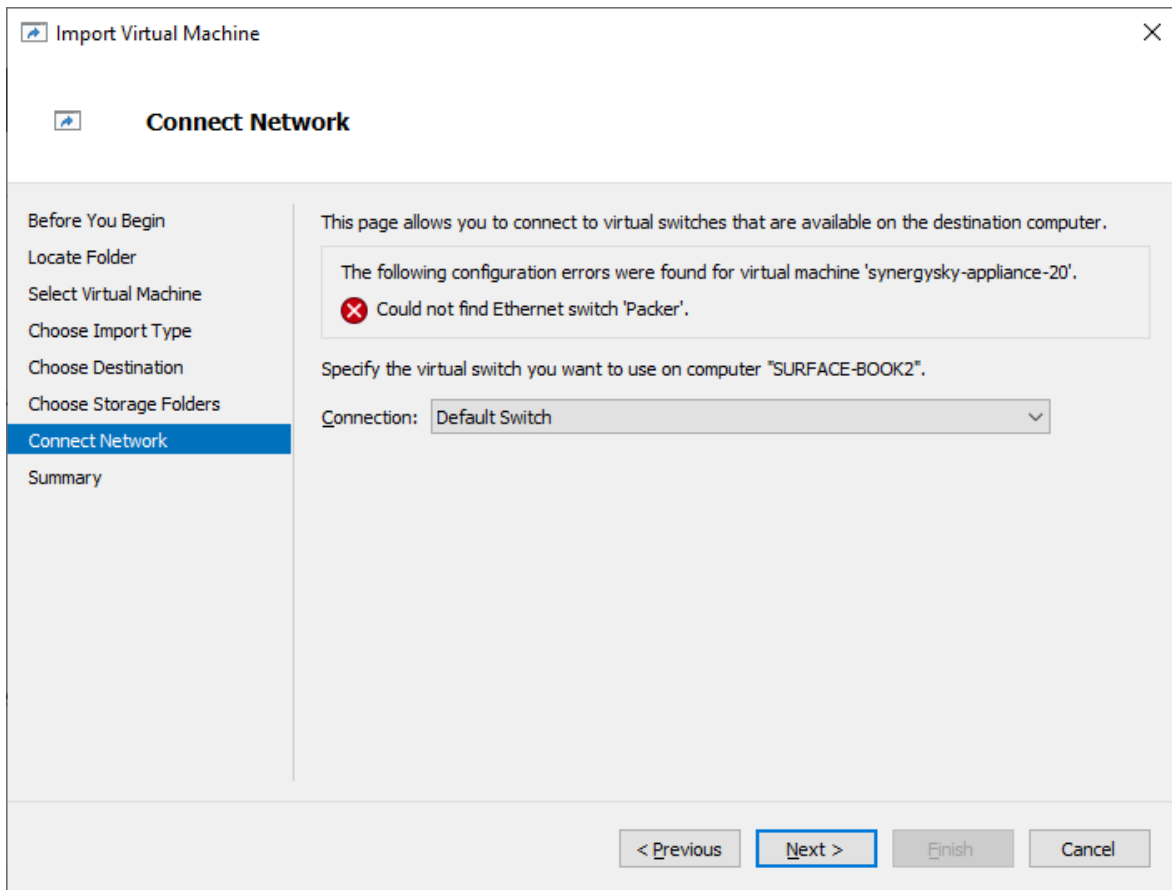 Import Virtual Machine
Connect Network
Before You Begin
Locate Folder
Select Virtual Machine
Choose Import Type
Choose Destination
Choose Storage Folders
Connect Network
Summary
This page allows you to connect to virtual switches that are available on the destination computer.
The following configuration errors were found for virtual machine 'synergysky-appliance-20'.
Could not find Ethernet switch 'Packer'.
Specify the virtual switch you want to use on computer "SURFACE-BOOK2".
Connection: Default Switch
< Previous Next > Finish Cancel